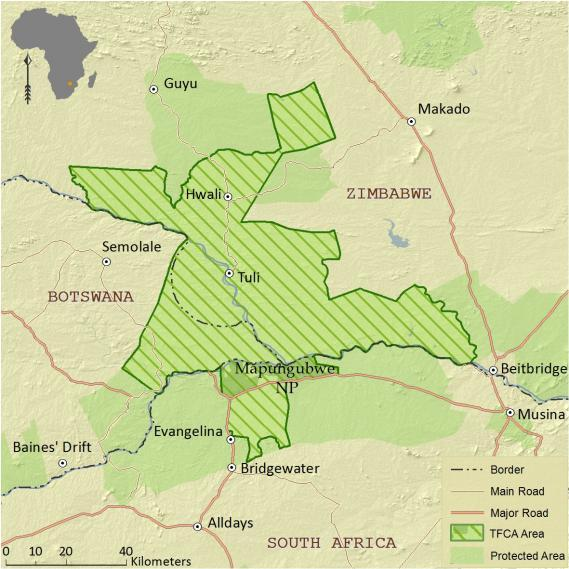 Guyu
Makado
Hwali
ZIMBABWE
Semolale
Tuli
BOTSWANA
Mapungubwe
NP
Beitbridge
Musina
Evangelina
Baines' Drift
Bridgewater
Alldays
SOUTH AFRICA
Border
Main Road
Major Road
TFCA Area
Protected Area
0 10 20 40
Kilometers